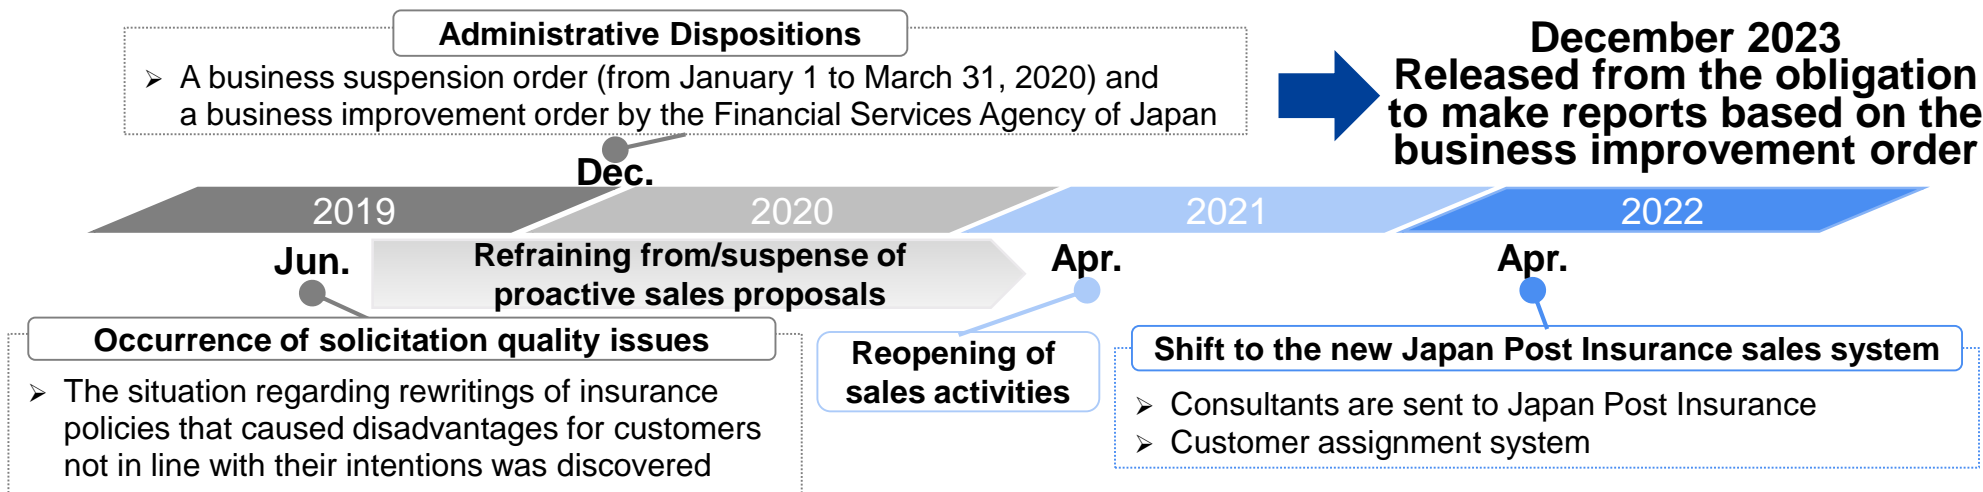 Administrative Dispositions
➢ A business suspension order (from January 1 to March 31, 2020) and
a business improvement order by the Financial Services Agency of Japan
December 2023
Released from the obligation
to make reports based on the
business improvement order
Dec.
2019
2020
2021
2022
Jun.
Refraining from/suspense of
proactive sales proposals
Apr.
Apr.
Occurrence of solicitation quality issues
➢ The situation regarding rewritings of insurance
policies that caused disadvantages for customers
not in line with their intentions was discovered
Reopening of
sales activities
Shift to the new Japan Post Insurance sales system
➢ Consultants are sent to Japan Post Insurance
➢ Customer assignment system